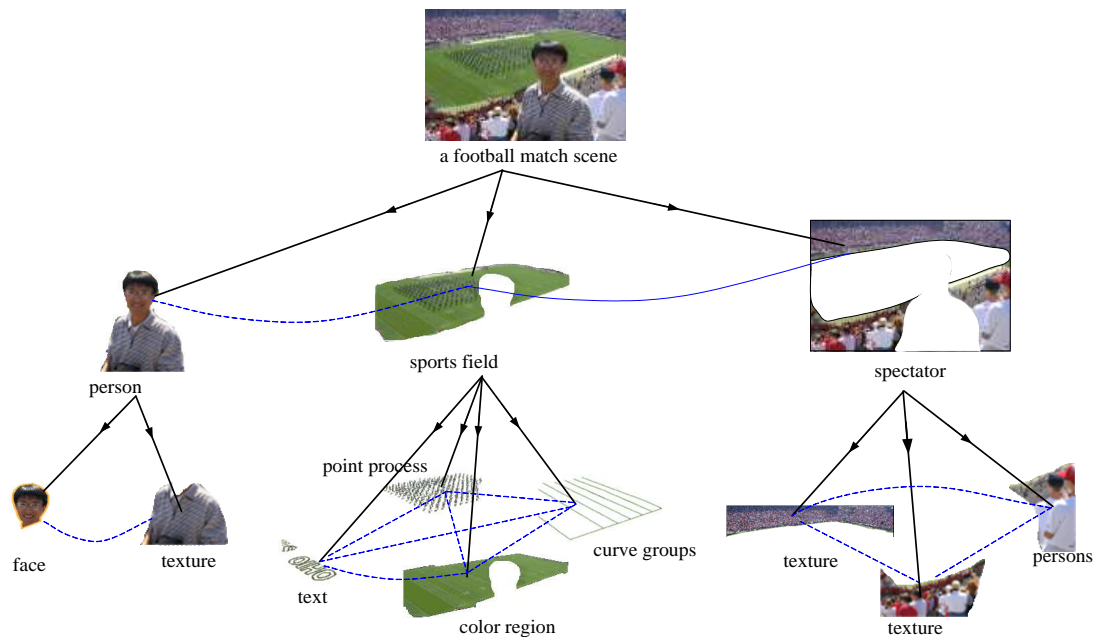 a football match scene
person
sports field
spectator
point process
face
texture
text
color region
curve groups
texture
persons
texture
OHIO